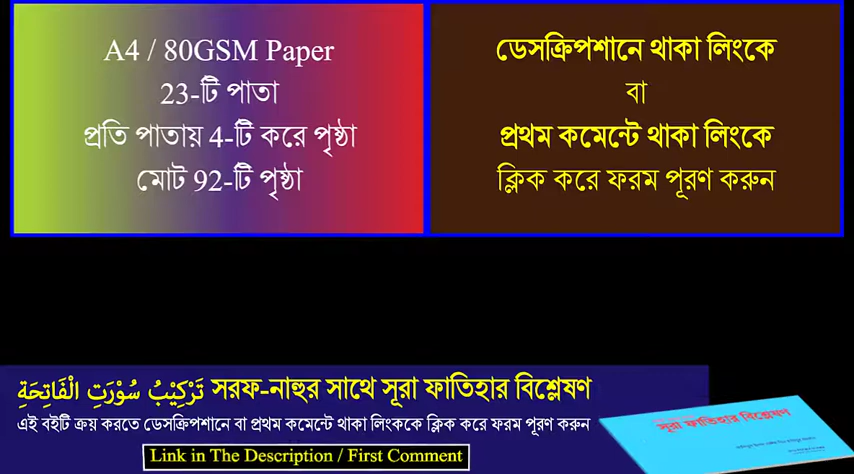 A4 / 80GSM Paper
23-টি পাতা
প্রতি পাতায় 4-টি করে পৃষ্ঠা
মোট 92-টি পৃষ্ঠা
ডেসক্রিপশানে থাকা লিংকে
বা
প্রথম কমেন্টে থাকা লিংকে
ক্লিক করে ফরম পূরণ করুন
تَرْكِيْبُ سُوْرَتِ الْفَاتِحَةِ সরফ-নাহুর সাথে সূরা ফাতিহার বিশ্লেষণ
এই বইটি ক্রয় করতে ডেসক্রিপশানে বা প্রথম কমেন্টে থাকা লিংককে ক্লিক করে ফরম পূরণ করুন
Link in The Description / First Comment
সূরা ফাতিহার বিশ্লেষণ